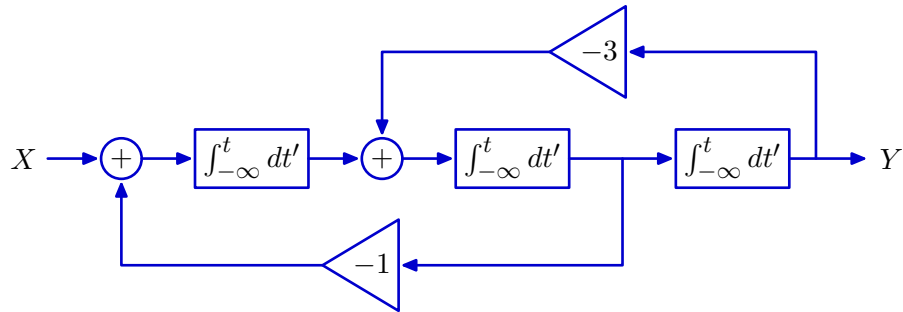 −3
X + ∫_{−∞}^{t} dt′ + ∫_{−∞}^{t} dt′ ∫_{−∞}^{t} dt′ Y
−1